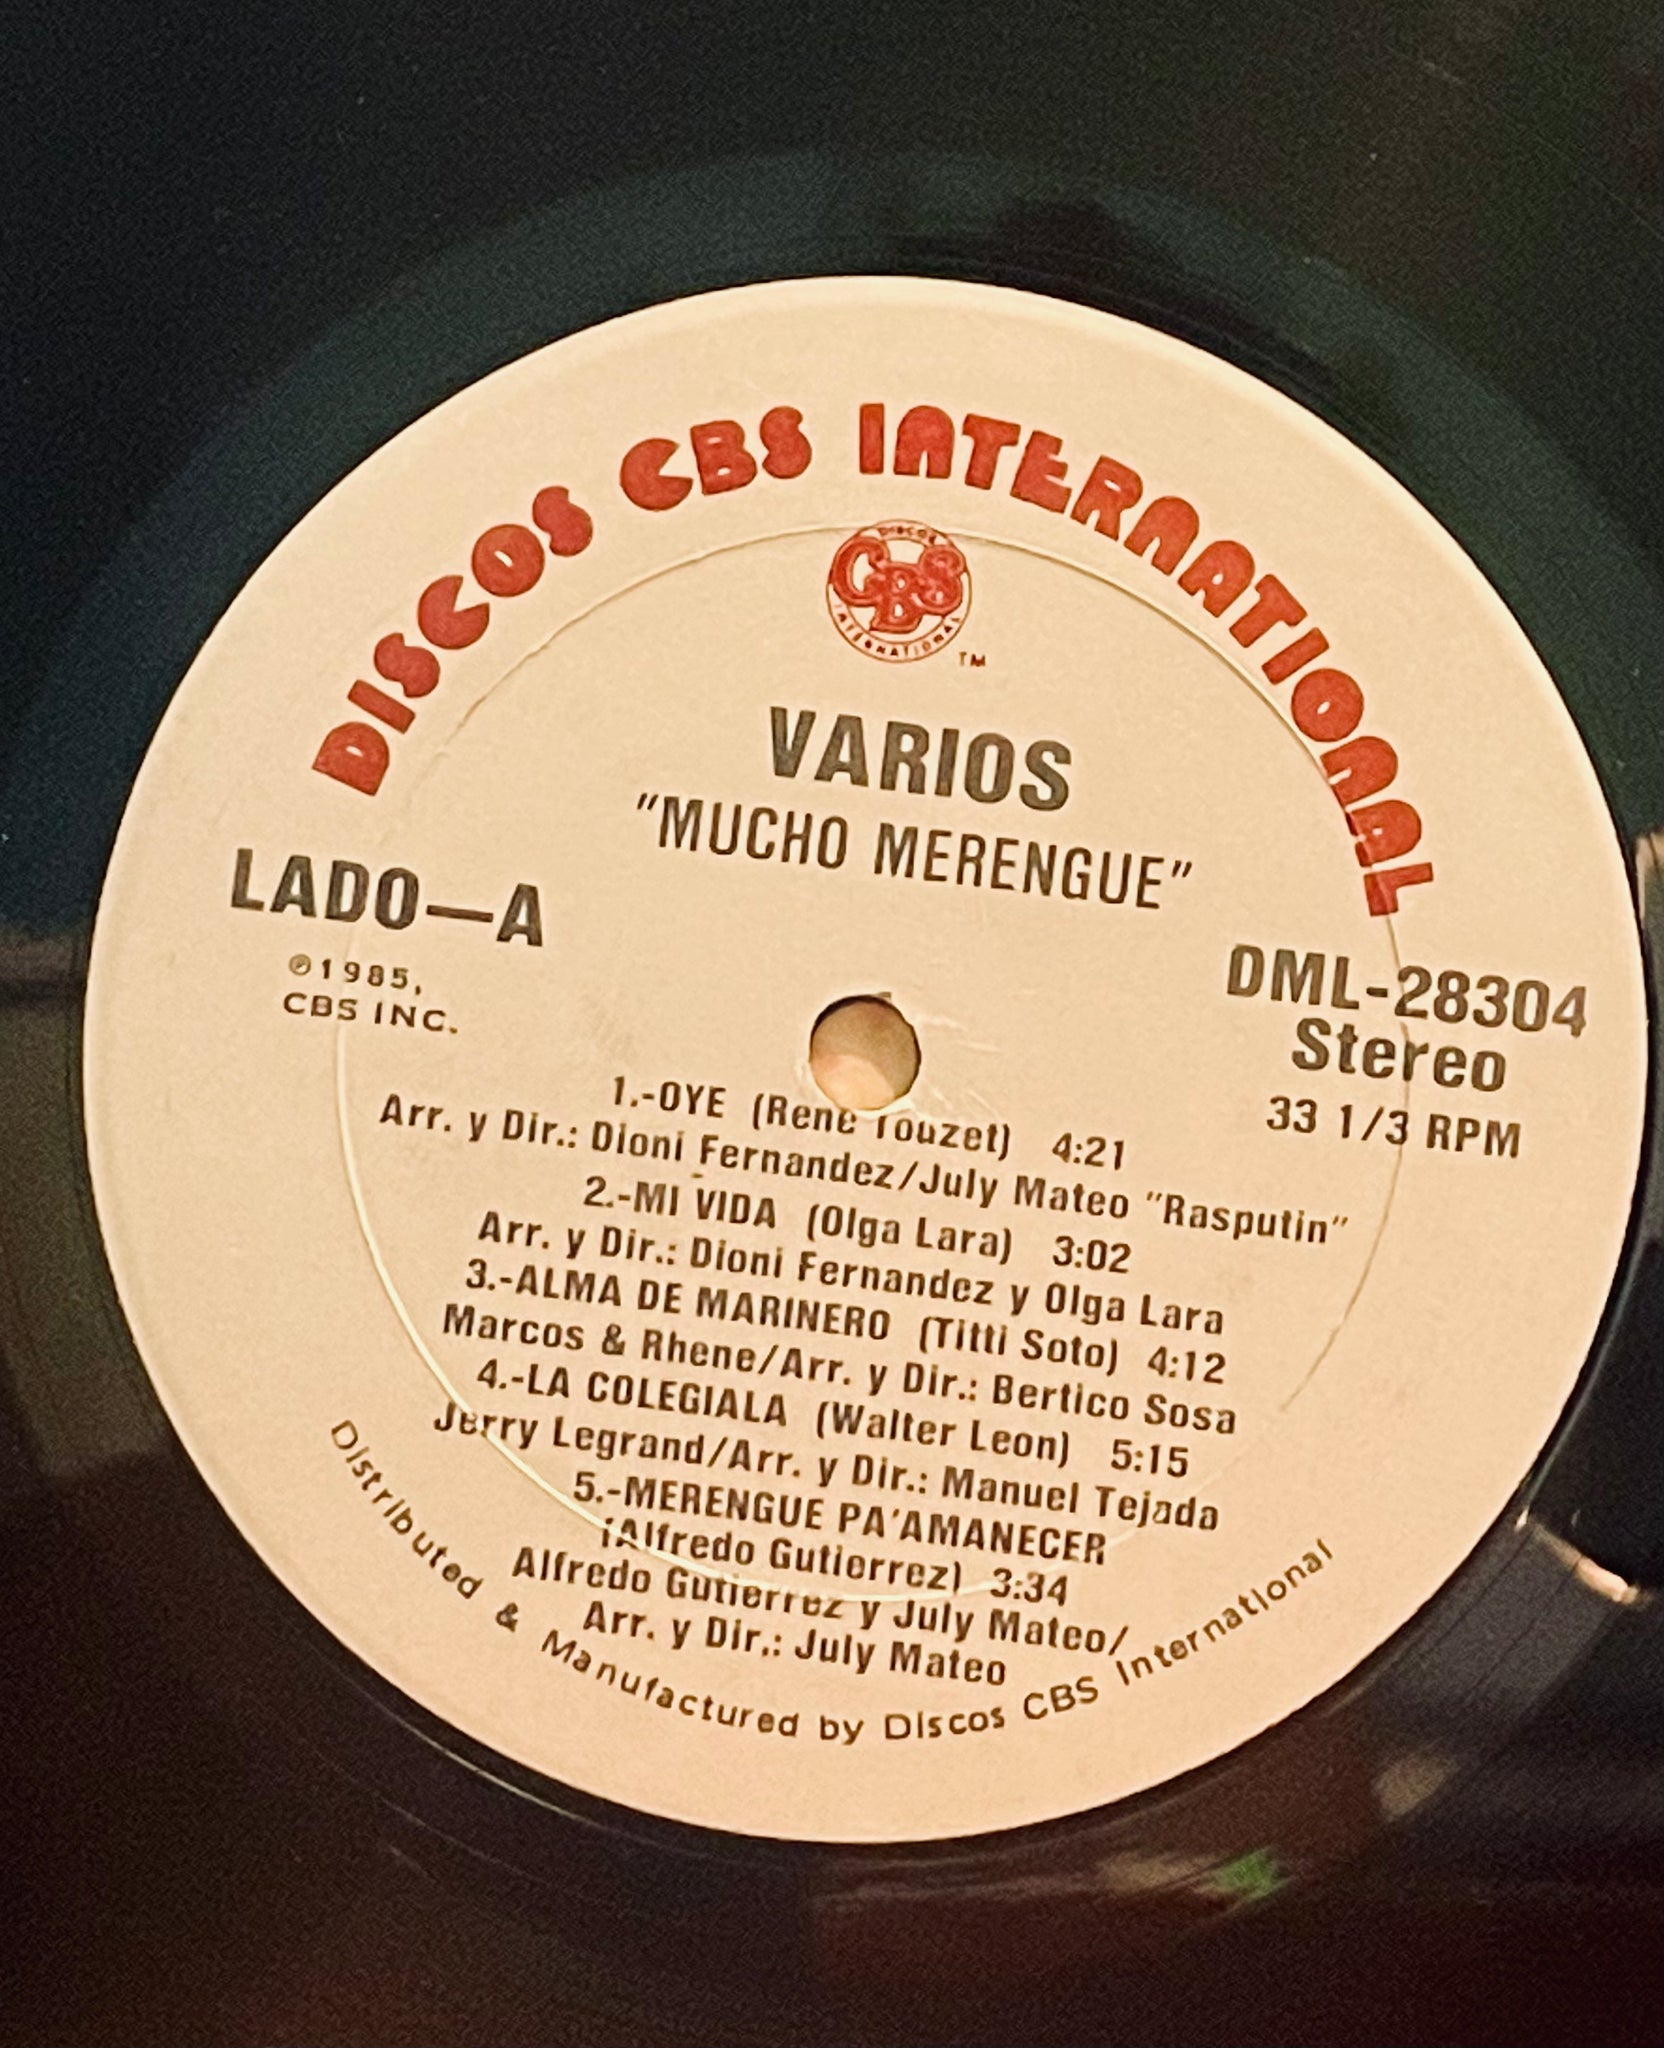 DISCOS CBS INTERNATIONAL
DISCOS
CBS
INTERNATIONAL
TM
VARIOS
"MUCHO MERENGUE"
LADO—A
℗1985,
CBS INC.
DML-28304
Stereo
33 1/3 RPM
1.-OYE (Rene Touzet) 4:21
Arr. y Dir.: Dioni Fernandez/July Mateo "Rasputin"
2.-MI VIDA (Olga Lara) 3:02
Arr. y Dir.: Dioni Fernandez y Olga Lara
3.-ALMA DE MARINERO (Titti Soto) 4:12
Marcos & Rhene/Arr. y Dir.: Bertico Sosa
4.-LA COLEGIALA (Walter Leon) 5:15
Jerry Legrand/Arr. y Dir.: Manuel Tejada
5.-MERENGUE PA'AMANECER
(Alfredo Gutierrez) 3:34
Alfredo Gutierrez y July Mateo/
Arr. y Dir.: July Mateo
Distributed & Manufactured by Discos CBS International